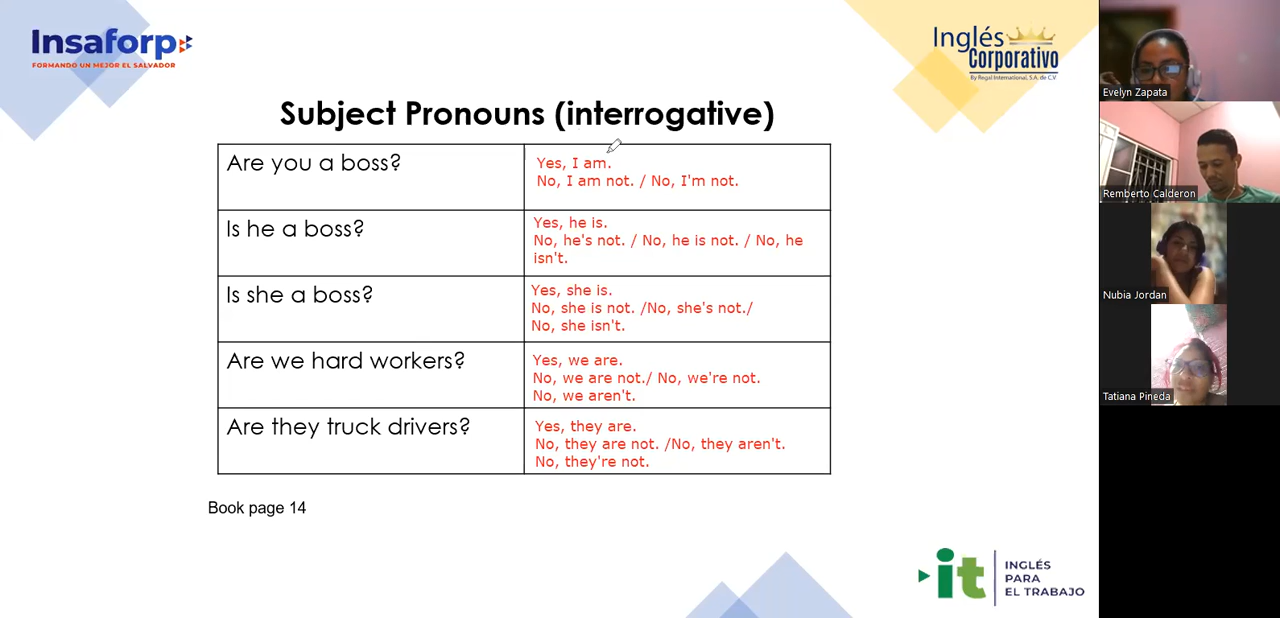 Insaforp
FORMANDO UN MEJOR EL SALVADOR
Inglés
Corporativo
By Regal International, S.A. de C.V.
Subject Pronouns (interrogative)
Are you a boss?
Yes, I am.
No, I am not. / No, I'm not.
Is he a boss?
Yes, he is.
No, he's not. / No, he is not. / No, he
isn't.
Is she a boss?
Yes, she is.
No, she is not. /No, she's not./
No, she isn't.
Are we hard workers?
Yes, we are.
No, we are not./ No, we're not.
No, we aren't.
Are they truck drivers?
Yes, they are.
No, they are not. /No, they aren't.
No, they're not.
Book page 14
it
INGLÉS
PARA
EL TRABAJO
Evelyn Zapata
Remberto Calderon
Nubia Jordan
Tatiana Pineda